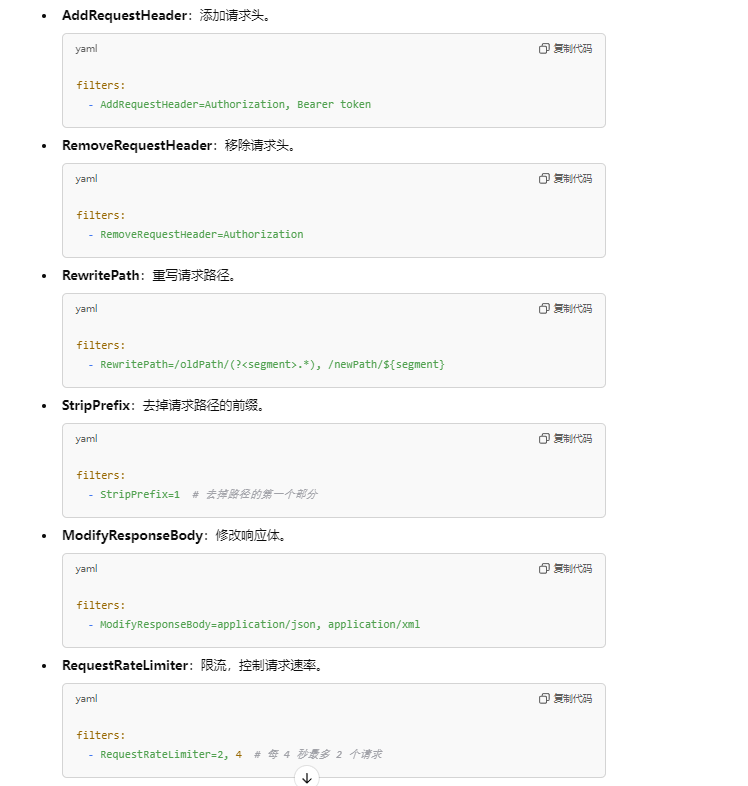 AddRequestHeader：添加请求头。
yaml 复制代码
filters:
- AddRequestHeader=Authorization, Bearer token
RemoveRequestHeader：移除请求头。
yaml 复制代码
filters:
- RemoveRequestHeader=Authorization
RewritePath：重写请求路径。
yaml 复制代码
filters:
- RewritePath=/oldPath/(?<segment>.*), /newPath/${segment}
StripPrefix：去掉请求路径的前缀。
yaml 复制代码
filters:
- StripPrefix=1  # 去掉路径的第一个部分
ModifyResponseBody：修改响应体。
yaml 复制代码
filters:
- ModifyResponseBody=application/json, application/xml
RequestRateLimiter：限流，控制请求速率。
yaml 复制代码
filters:
- RequestRateLimiter=2, 4  # 每 4 秒最多 2 个请求